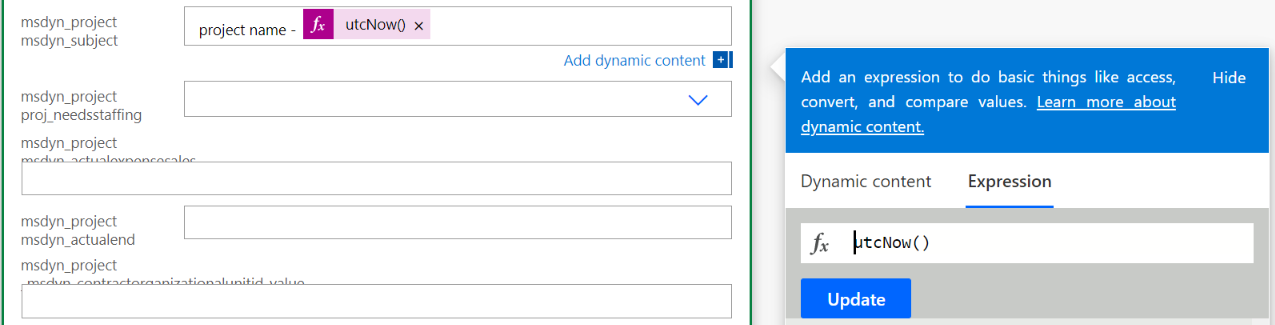 msdyn_project
msdyn_subject
project name - fx utcNow() ×
Add dynamic content +
msdyn_project
proj_needsstaffing
msdyn_project
msdyn_actualexpensesales
msdyn_project
msdyn_actualend
msdyn_project
_msdyn_contractorganizationalunitid_value
Add an expression to do basic things like access,
convert, and compare values. Learn more about
dynamic content.
Hide
Dynamic content Expression
fx utcNow()
Update